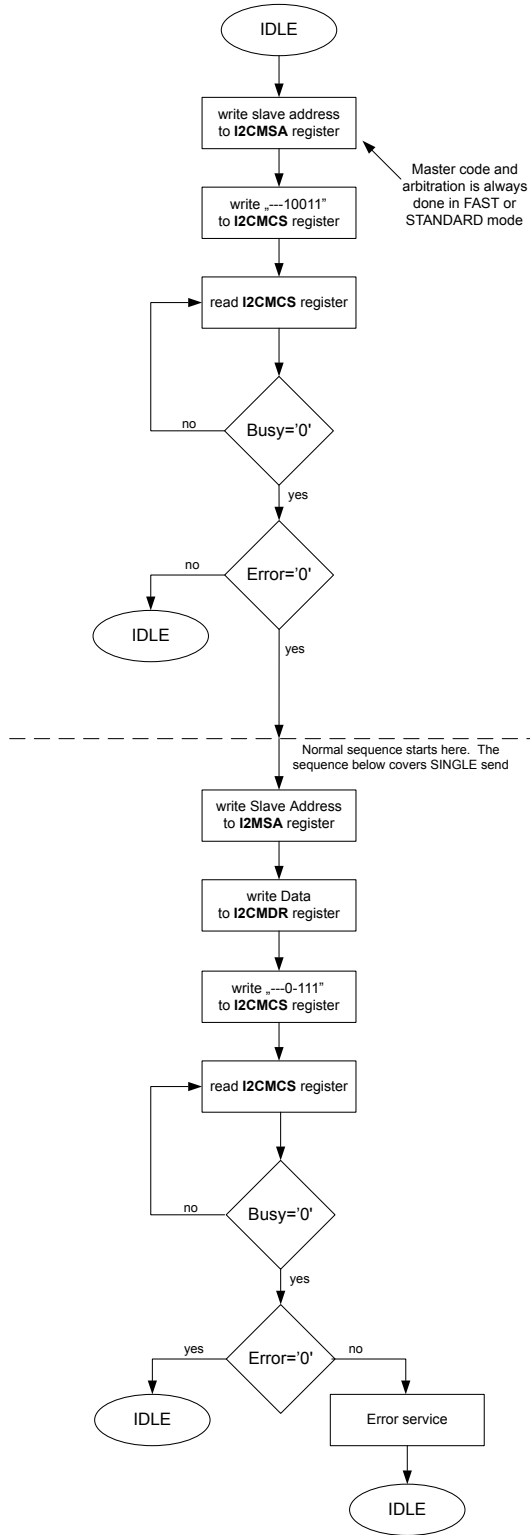 IDLE
write slave address
to I2CMSA register
Master code and
arbitration is always
done in FAST or
STANDARD mode
write „---10011”
to I2CMCS register
read I2CMCS register
Busy=’0'
no
yes
Error=’0'
no
IDLE
yes
Normal sequence starts here. The
sequence below covers SINGLE send
write Slave Address
to I2MSA register
write Data
to I2CMDR register
write „---0-111”
to I2CMCS register
read I2CMCS register
Busy=’0'
no
yes
Error=’0'
yes
no
IDLE
Error service
IDLE